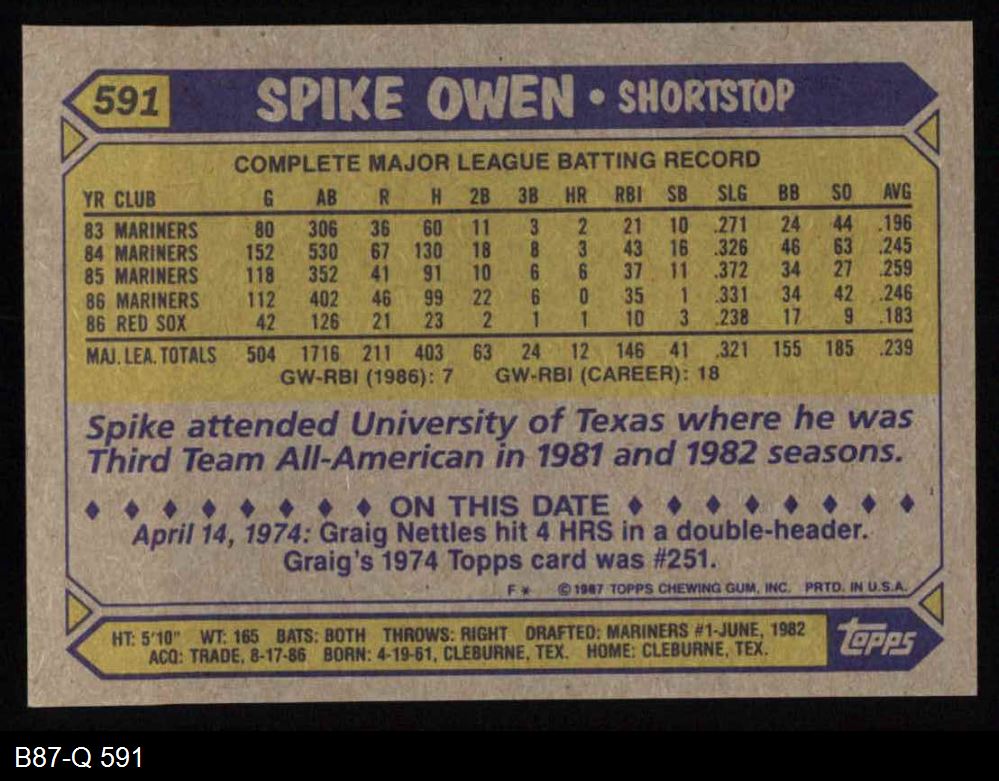 591 SPIKE OWEN • SHORTSTOP
COMPLETE MAJOR LEAGUE BATTING RECORD
YR CLUB G AB R H 2B 3B HR RBI SB SLG BB SO AVG
83 MARINERS 80 306 36 60 11 3 2 21 10 .271 24 44 .196
84 MARINERS 152 530 67 130 18 8 3 43 16 .326 46 63 .245
85 MARINERS 118 352 41 91 10 6 6 37 11 .372 34 27 .259
86 MARINERS 112 402 46 99 22 6 0 35 1 .331 34 42 .246
86 RED SOX 42 126 21 23 2 1 1 10 3 .238 17 9 .183
MAJ. LEA. TOTALS 504 1716 211 403 63 24 12 146 41 .321 155 185 .239
GW-RBI (1986): 7 GW-RBI (CAREER): 18
Spike attended University of Texas where he was
Third Team All-American in 1981 and 1982 seasons.
ON THIS DATE
April 14, 1974: Graig Nettles hit 4 HRS in a double-header.
Graig's 1974 Topps card was #251.
F* © 1987 TOPPS CHEWING GUM, INC. PRTD. IN U.S.A.
HT: 5'10" WT: 165 BATS: BOTH THROWS: RIGHT DRAFTED: MARINERS #1-JUNE, 1982
ACQ: TRADE, 8-17-86 BORN: 4-19-61, CLEBURNE, TEX. HOME: CLEBURNE, TEX.
topps
B87-Q 591